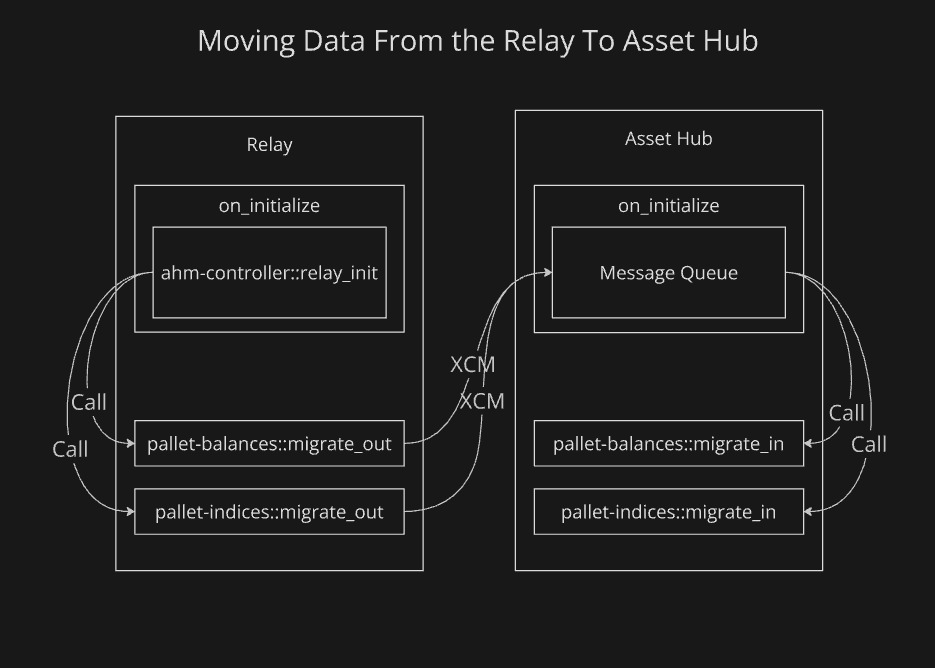 Moving Data From the Relay To Asset Hub
Relay
on_initialize
ahm-controller::relay_init
Call
Call
pallet-balances::migrate_out
pallet-indices::migrate_out
XCM
XCM
Asset Hub
on_initialize
Message Queue
Call
Call
pallet-balances::migrate_in
pallet-indices::migrate_in